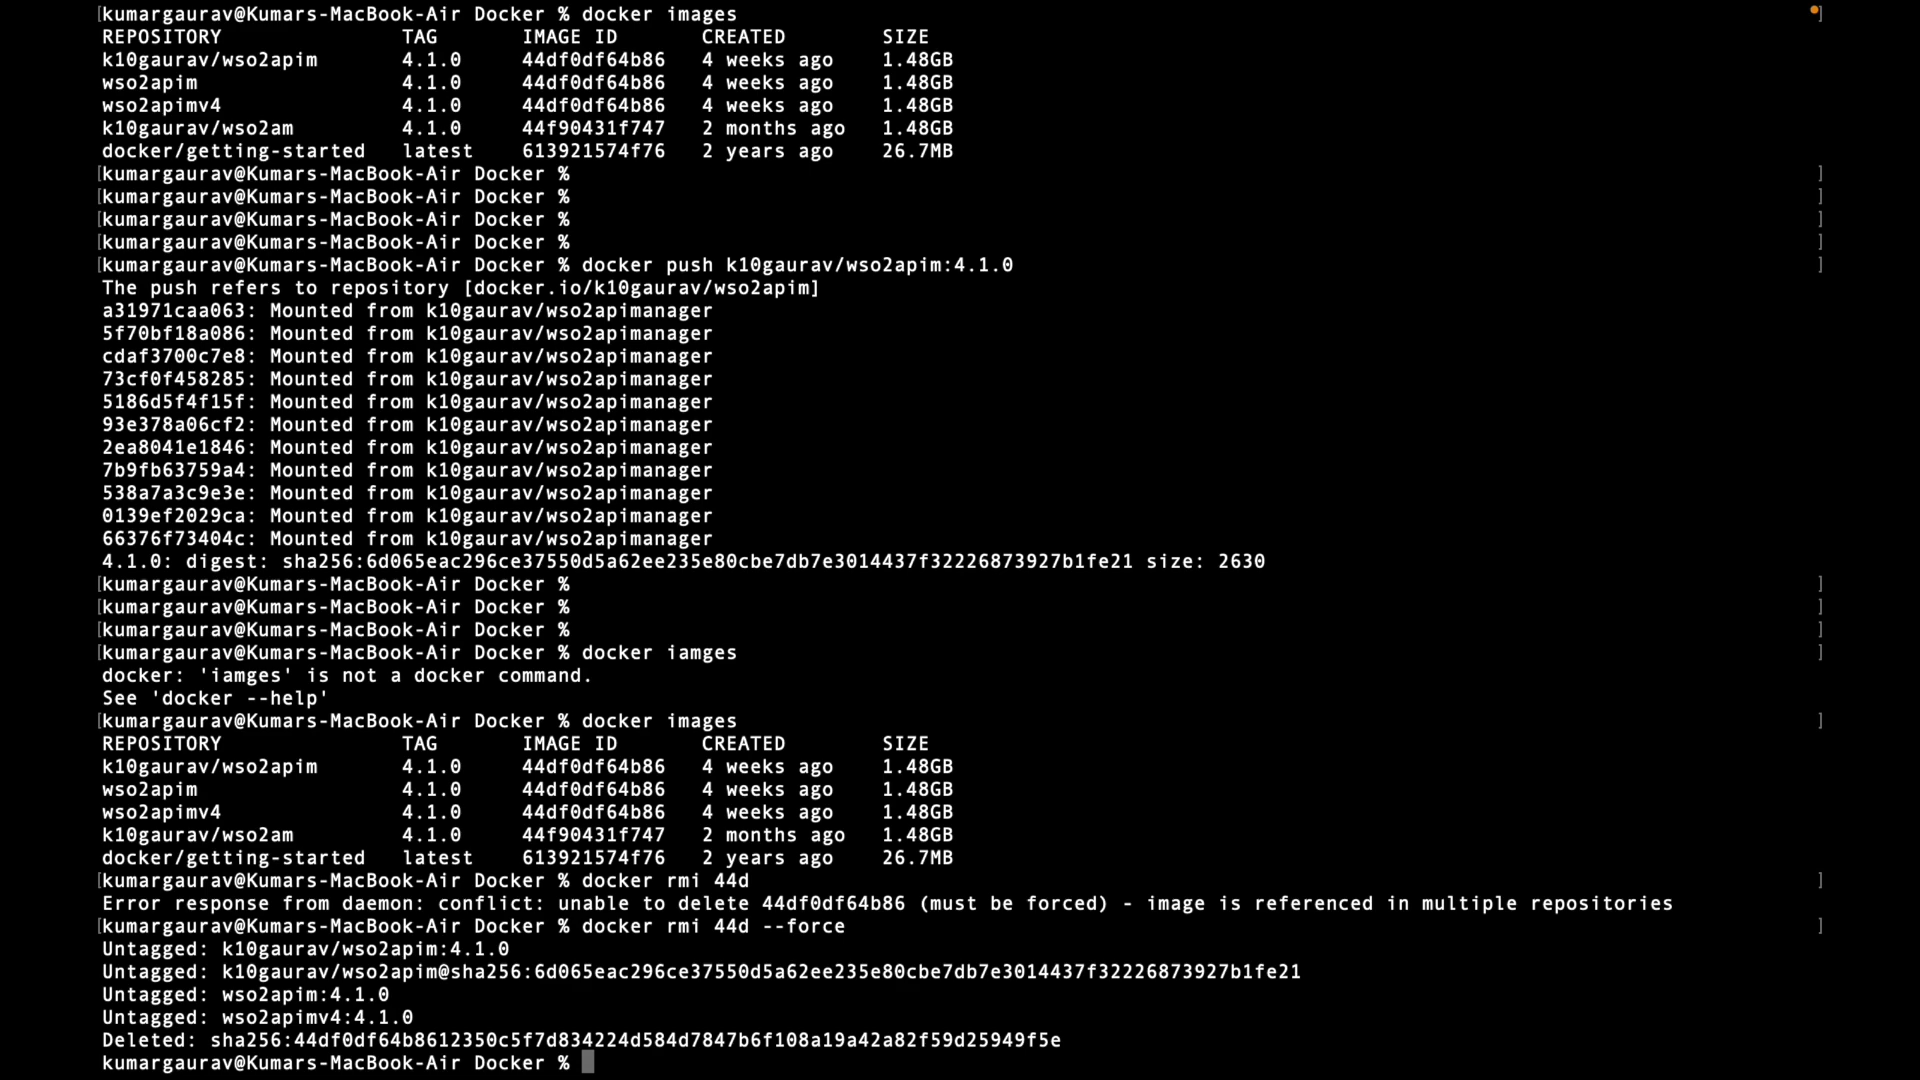 [kumargaurav@Kumars-MacBook-Air Docker % docker images ]
REPOSITORY TAG IMAGE ID CREATED SIZE
k10gaurav/wso2apim 4.1.0 44df0df64b86 4 weeks ago 1.48GB
wso2apim 4.1.0 44df0df64b86 4 weeks ago 1.48GB
wso2apimv4 4.1.0 44df0df64b86 4 weeks ago 1.48GB
k10gaurav/wso2am 4.1.0 44f90431f747 2 months ago 1.48GB
docker/getting-started latest 613921574f76 2 years ago 26.7MB
[kumargaurav@Kumars-MacBook-Air Docker % ]
[kumargaurav@Kumars-MacBook-Air Docker % ]
[kumargaurav@Kumars-MacBook-Air Docker % ]
[kumargaurav@Kumars-MacBook-Air Docker % ]
[kumargaurav@Kumars-MacBook-Air Docker % docker push k10gaurav/wso2apim:4.1.0 ]
The push refers to repository [docker.io/k10gaurav/wso2apim]
a31971caa063: Mounted from k10gaurav/wso2apimanager
5f70bf18a086: Mounted from k10gaurav/wso2apimanager
cdaf3700c7e8: Mounted from k10gaurav/wso2apimanager
73cf0f458285: Mounted from k10gaurav/wso2apimanager
5186d5f4f15f: Mounted from k10gaurav/wso2apimanager
93e378a06cf2: Mounted from k10gaurav/wso2apimanager
2ea8041e1846: Mounted from k10gaurav/wso2apimanager
7b9fb63759a4: Mounted from k10gaurav/wso2apimanager
538a7a3c9e3e: Mounted from k10gaurav/wso2apimanager
0139ef2029ca: Mounted from k10gaurav/wso2apimanager
66376f73404c: Mounted from k10gaurav/wso2apimanager
4.1.0: digest: sha256:6d065eac296ce37550d5a62ee235e80cbe7db7e3014437f32226873927b1fe21 size: 2630
[kumargaurav@Kumars-MacBook-Air Docker % ]
[kumargaurav@Kumars-MacBook-Air Docker % ]
[kumargaurav@Kumars-MacBook-Air Docker % ]
[kumargaurav@Kumars-MacBook-Air Docker % docker iamges ]
docker: 'iamges' is not a docker command.
See 'docker --help'
[kumargaurav@Kumars-MacBook-Air Docker % docker images ]
REPOSITORY TAG IMAGE ID CREATED SIZE
k10gaurav/wso2apim 4.1.0 44df0df64b86 4 weeks ago 1.48GB
wso2apim 4.1.0 44df0df64b86 4 weeks ago 1.48GB
wso2apimv4 4.1.0 44df0df64b86 4 weeks ago 1.48GB
k10gaurav/wso2am 4.1.0 44f90431f747 2 months ago 1.48GB
docker/getting-started latest 613921574f76 2 years ago 26.7MB
[kumargaurav@Kumars-MacBook-Air Docker % docker rmi 44d ]
Error response from daemon: conflict: unable to delete 44df0df64b86 (must be forced) - image is referenced in multiple repositories
[kumargaurav@Kumars-MacBook-Air Docker % docker rmi 44d --force ]
Untagged: k10gaurav/wso2apim:4.1.0
Untagged: k10gaurav/wso2apim@sha256:6d065eac296ce37550d5a62ee235e80cbe7db7e3014437f32226873927b1fe21
Untagged: wso2apim:4.1.0
Untagged: wso2apimv4:4.1.0
Deleted: sha256:44df0df64b8612350c5f7d834224d584d7847b6f108a19a42a82f59d25949f5e
kumargaurav@Kumars-MacBook-Air Docker %